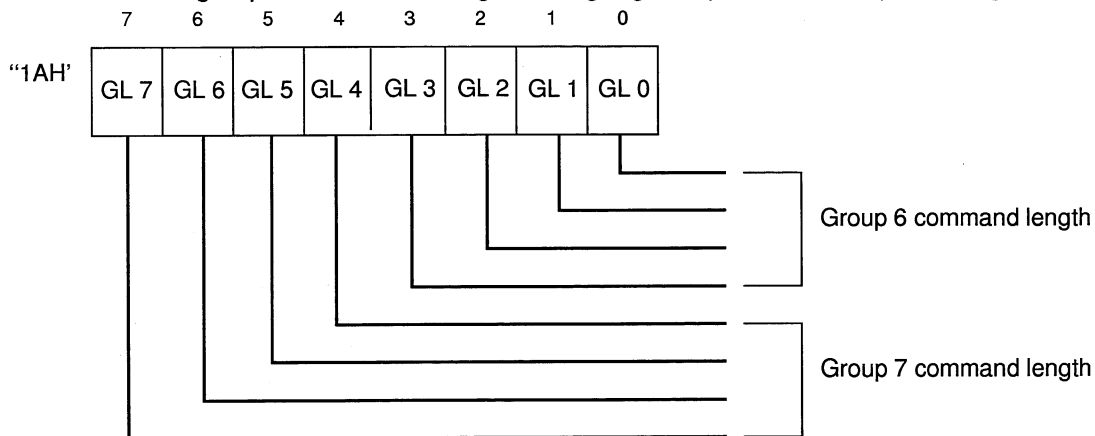 7 6 5 4 3 2 1 0
“1AH’
GL 7 GL 6 GL 5 GL 4 GL 3 GL 2 GL 1 GL 0
Group 6 command length
Group 7 command length